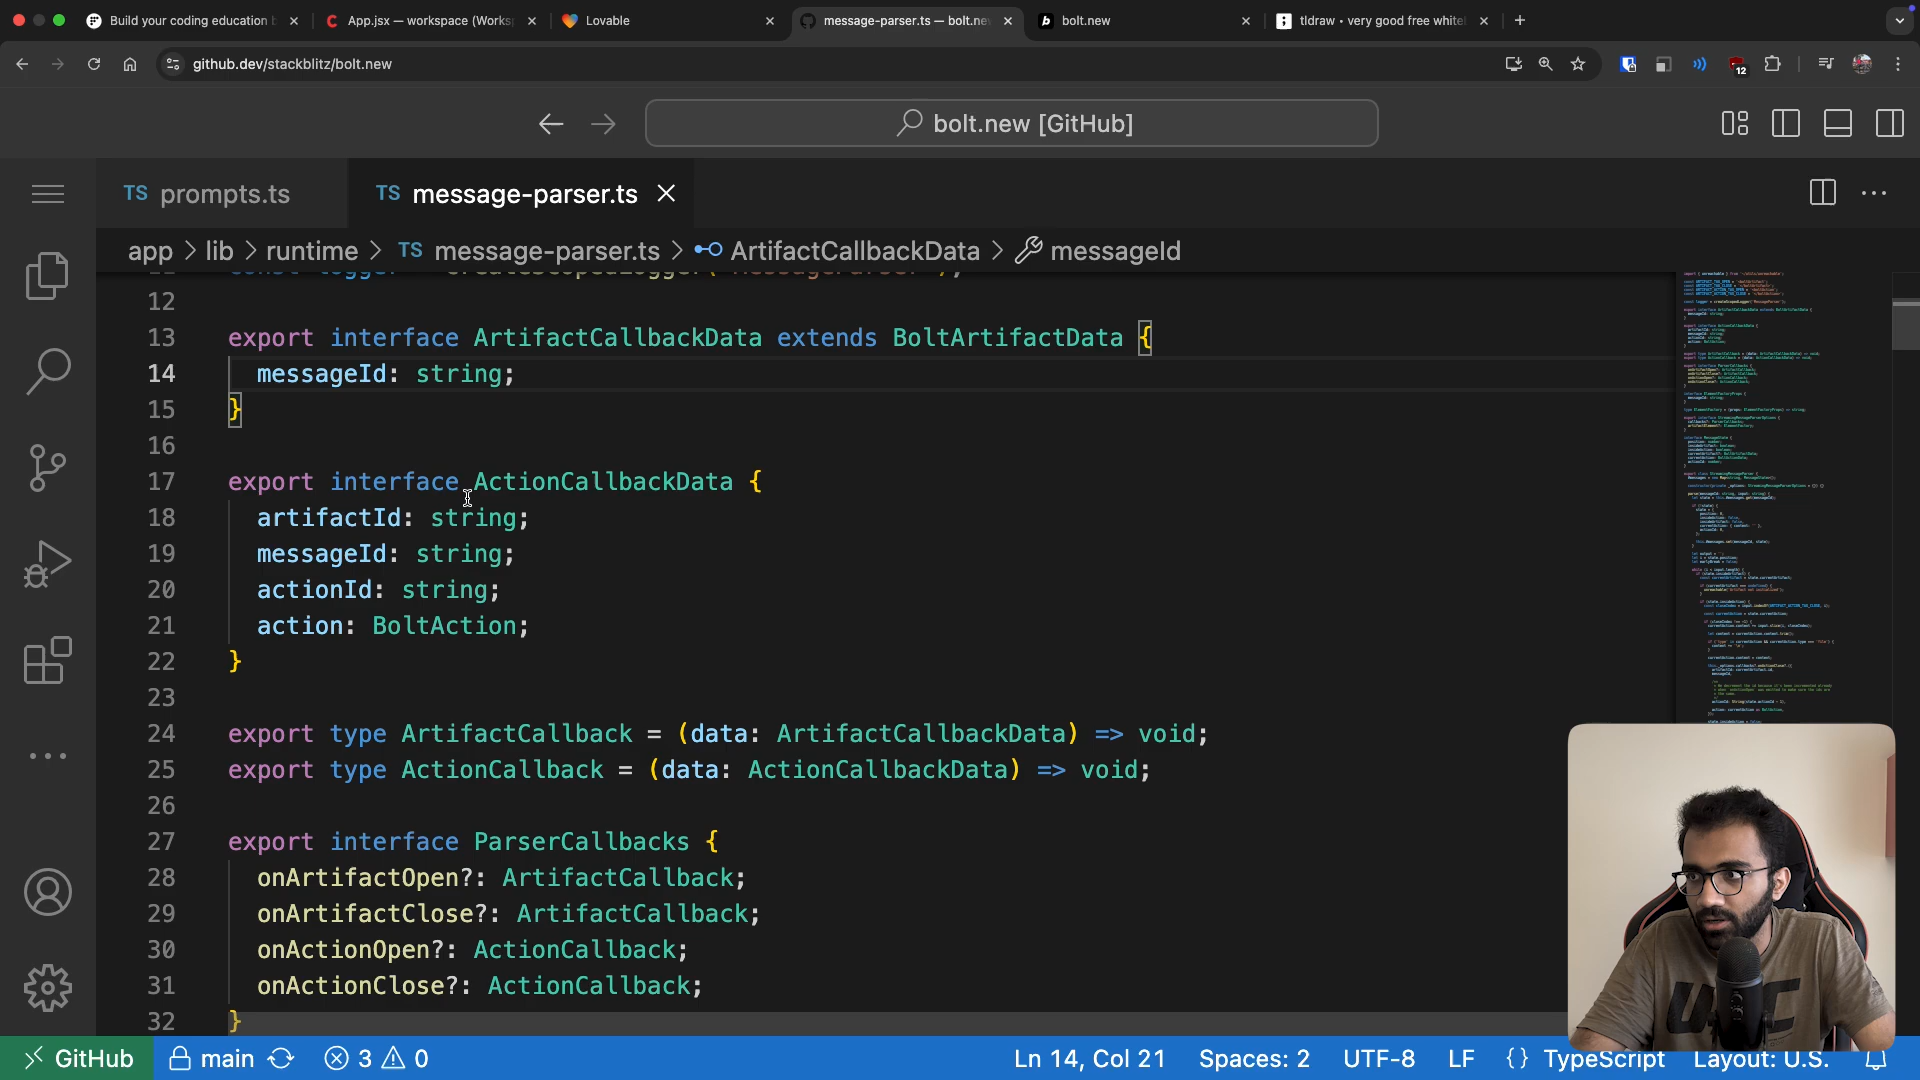 Build your coding education
App.jsx — workspace (Works
Lovable
message-parser.ts — bolt.ne
bolt.new
tldraw • very good free white
github.dev/stackblitz/bolt.new
12
bolt.new [GitHub]
TS prompts.ts
TS message-parser.ts
app > lib > runtime > TS message-parser.ts > ArtifactCallbackData > messageId
12
13 export interface ArtifactCallbackData extends BoltArtifactData {
14 messageId: string;
15 }
16
17 export interface ActionCallbackData {
18 artifactId: string;
19 messageId: string;
20 actionId: string;
21 action: BoltAction;
22 }
23
24 export type ArtifactCallback = (data: ArtifactCallbackData) => void;
25 export type ActionCallback = (data: ActionCallbackData) => void;
26
27 export interface ParserCallbacks {
28 onArtifactOpen?: ArtifactCallback;
29 onArtifactClose?: ArtifactCallback;
30 onActionOpen?: ActionCallback;
31 onActionClose?: ActionCallback;
32 }
GitHub main 3 0 Ln 14, Col 21 Spaces: 2 UTF-8 LF {} TypeScript Layout: U.S.